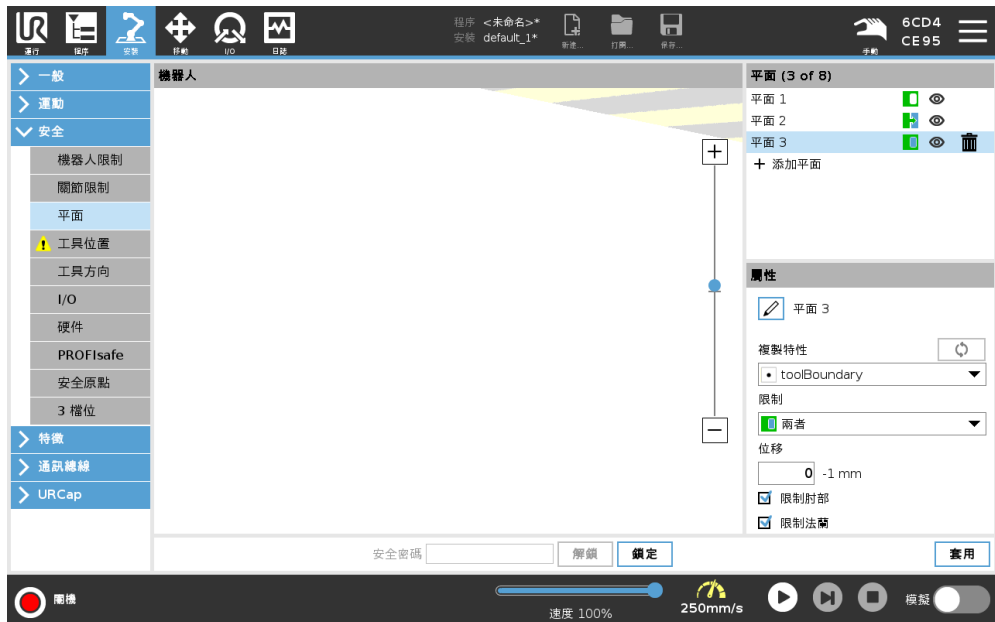 UR
運行
程序
安裝
移動
I/O
日誌
程序 <未命名>*
安裝 default_1*
新建...
打開...
保存...
手動
6CD4
CE95
一般
運動
安全
機器人限制
關節限制
平面
工具位置
工具方向
I/O
硬件
PROFIsafe
安全原點
3 檔位
特徵
通訊總線
URCap
機器人
安全密碼
解鎖
鎖定
平面 (3 of 8)
平面 1
平面 2
平面 3
添加平面
屬性
平面 3
複製特性
toolBoundary
限制
兩者
位移
0 -1 mm
限制肘部
限制法蘭
套用
關機
速度 100%
250mm/s
模擬